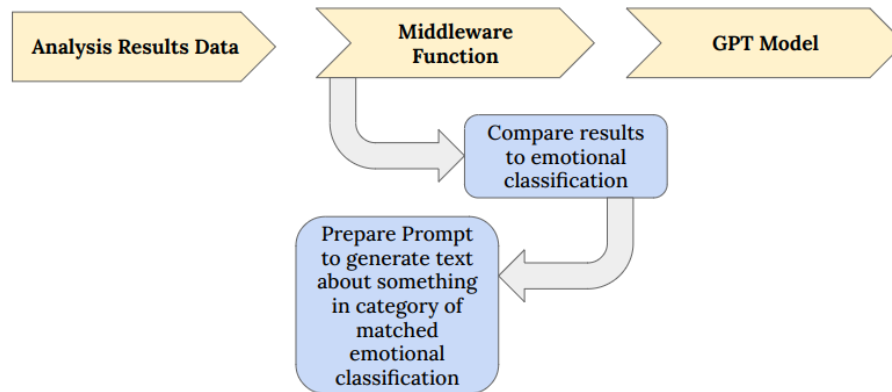 Analysis Results Data
Middleware
Function
GPT Model
Compare results
to emotional
classification
Prepare Prompt
to generate text
about something
in category of
matched
emotional
classification